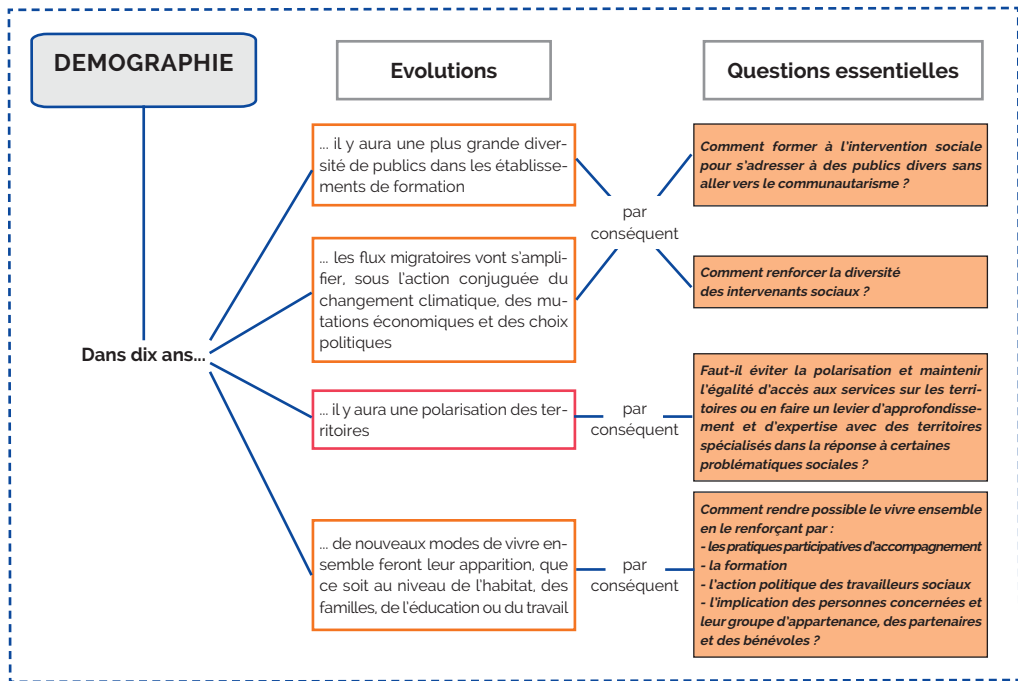 DEMOGRAPHIE
Evolutions
Questions essentielles
... il y aura une plus grande diver-
sité de publics dans les établisse-
ments de formation
Comment former à l'intervention sociale
pour s'adresser à des publics divers sans
aller vers le communautarisme ?
par
conséquent
... les flux migratoires vont s'ampli-
fier, sous l'action conjuguée du
changement climatique, des mu-
tations économiques et des choix
politiques
Comment renforcer la diversité
des intervenants sociaux ?
Dans dix ans...
... il y aura une polarisation des ter-
ritoires
par
conséquent
Faut-il éviter la polarisation et maintenir
l'égalité d'accès aux services sur les terri-
toires ou en faire un levier d'approfondisse-
ment et d'expertise avec des territoires
spécialisés dans la réponse à certaines
problématiques sociales ?
... de nouveaux modes de vivre en-
semble feront leur apparition, que
ce soit au niveau de l'habitat, des
familles, de l'éducation ou du travail
par
conséquent
Comment rendre possible le vivre ensemble
en le renforçant par :
- les pratiques participatives d'accompagnement
- la formation
- l'action politique des travailleurs sociaux
- l'implication des personnes concernées et
leur groupe d'appartenance, des partenaires
et des bénévoles ?